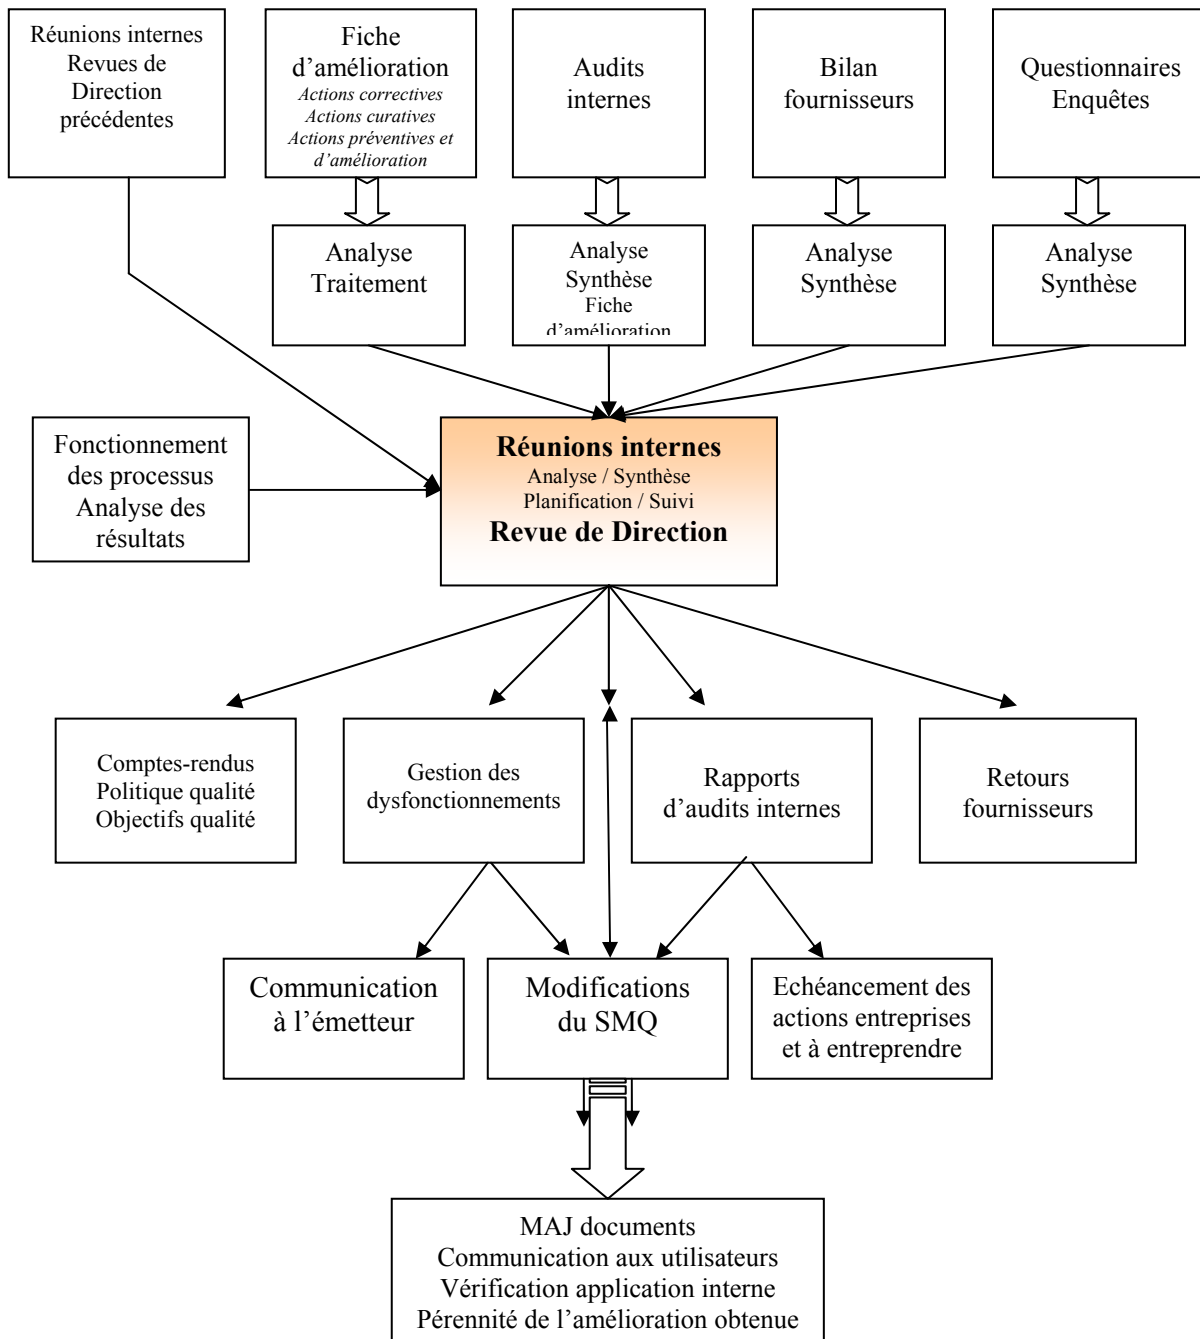 Réunions internes
Revues de
Direction
précédentes
Fiche
d’amélioration
Actions correctives
Actions curatives
Actions préventives et
d’amélioration
Audits
internes
Bilan
fournisseurs
Questionnaires
Enquêtes
Analyse
Traitement
Analyse
Synthèse
Fiche
d’amélioration
Analyse
Synthèse
Analyse
Synthèse
Fonctionnement
des processus
Analyse des
résultats
Réunions internes
Analyse / Synthèse
Planification / Suivi
Revue de Direction
Comptes-rendus
Politique qualité
Objectifs qualité
Gestion des
dysfonctionnements
Rapports
d’audits internes
Retours
fournisseurs
Communication
à l’émetteur
Modifications
du SMQ
Echéancement des
actions entreprises
et à entreprendre
MAJ documents
Communication aux utilisateurs
Vérification application interne
Pérennité de l’amélioration obtenue